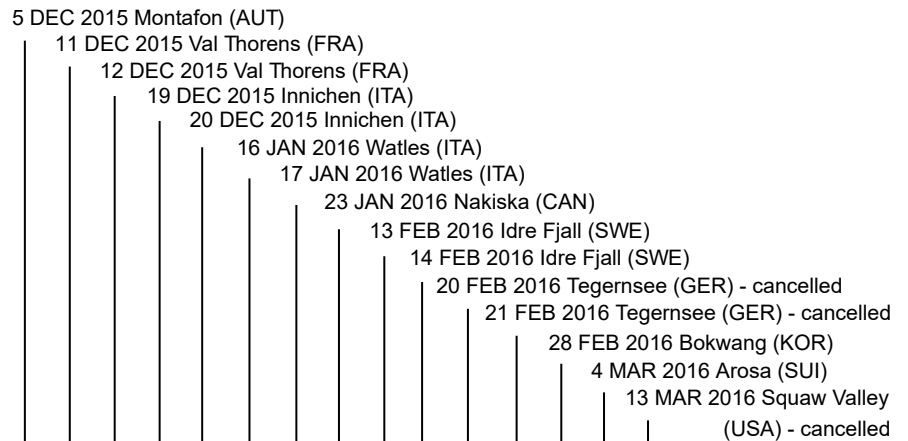 5 DEC 2015 Montafon (AUT)
11 DEC 2015 Val Thorens (FRA)
12 DEC 2015 Val Thorens (FRA)
19 DEC 2015 Innichen (ITA)
20 DEC 2015 Innichen (ITA)
16 JAN 2016 Watles (ITA)
17 JAN 2016 Watles (ITA)
23 JAN 2016 Nakiska (CAN)
13 FEB 2016 Idre Fjall (SWE)
14 FEB 2016 Idre Fjall (SWE)
20 FEB 2016 Tegernsee (GER) - cancelled
21 FEB 2016 Tegernsee (GER) - cancelled
28 FEB 2016 Bokwang (KOR)
4 MAR 2016 Arosa (SUI)
13 MAR 2016 Squaw Valley
(USA) - cancelled